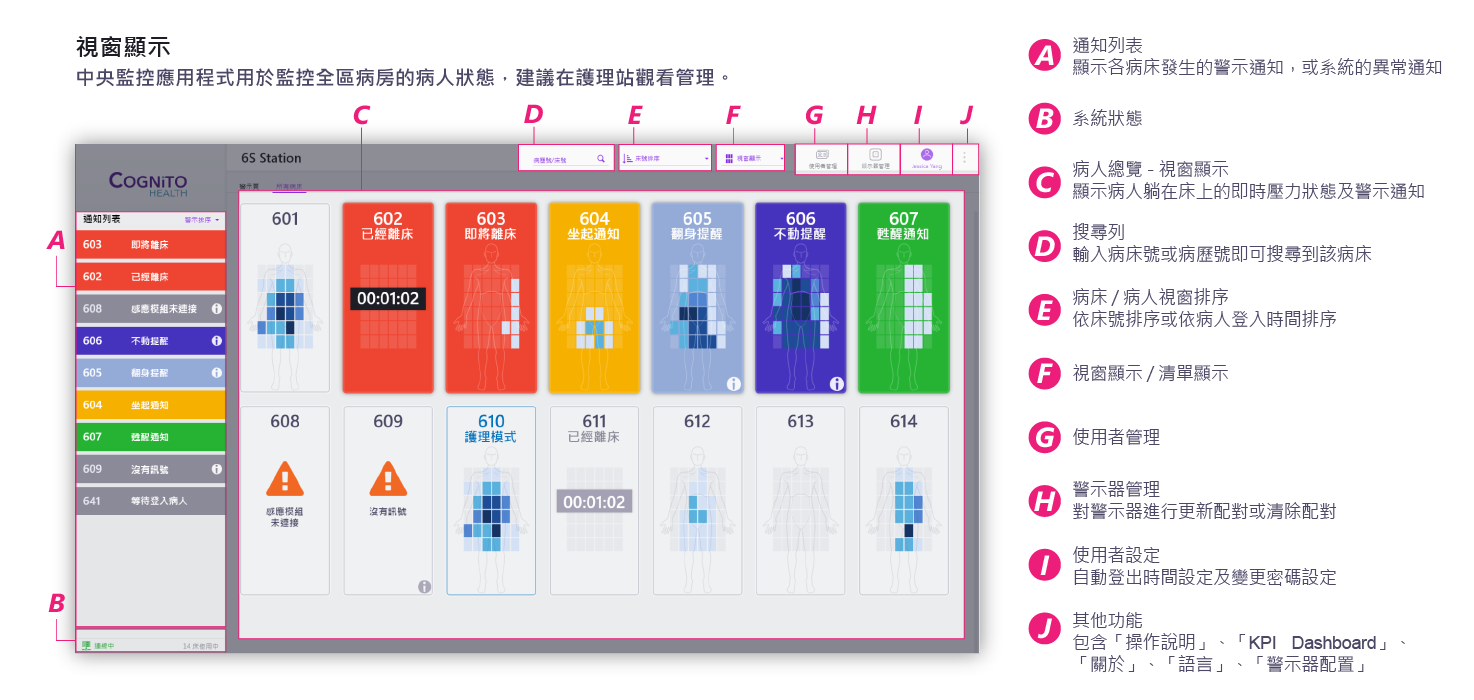 視窗顯示
中央監控應用程式用於監控全區病房的病人狀態，建議在護理站觀看管理。
A
B
C
D
E
F
G
H
I
J
COGNITO
HEALTH
6S Station
病歷號/床號
床號排序
視窗顯示
使用者管理
警示器管理
Jessica Yang
警示頁
所有病床
通知列表
警示排序
603 即將離床
602 已經離床
608 感應模組未連接
606 不動提醒
605 翻身提醒
604 坐起通知
607 甦醒通知
609 沒有訊號
641 等待登入病人
連線中
14 床使用中
601
602
已經離床
00:01:02
603
即將離床
604
坐起通知
605
翻身提醒
606
不動提醒
607
甦醒通知
608
感應模組
未連接
609
沒有訊號
610
護理模式
611
已經離床
00:01:02
612
613
614
A
通知列表
顯示各病床發生的警示通知，或系統的異常通知
B
系統狀態
C
病人總覽 - 視窗顯示
顯示病人躺在床上的即時壓力狀態及警示通知
D
搜尋列
輸入病床號或病歷號即可搜尋到該病床
E
病床 / 病人視窗排序
依床號排序或依病人登入時間排序
F
視窗顯示 / 清單顯示
G
使用者管理
H
警示器管理
對警示器進行更新配對或清除配對
I
使用者設定
自動登出時間設定及變更密碼設定
J
其他功能
包含「操作說明」、「KPI Dashboard」、
「關於」、「語言」、「警示器配置」